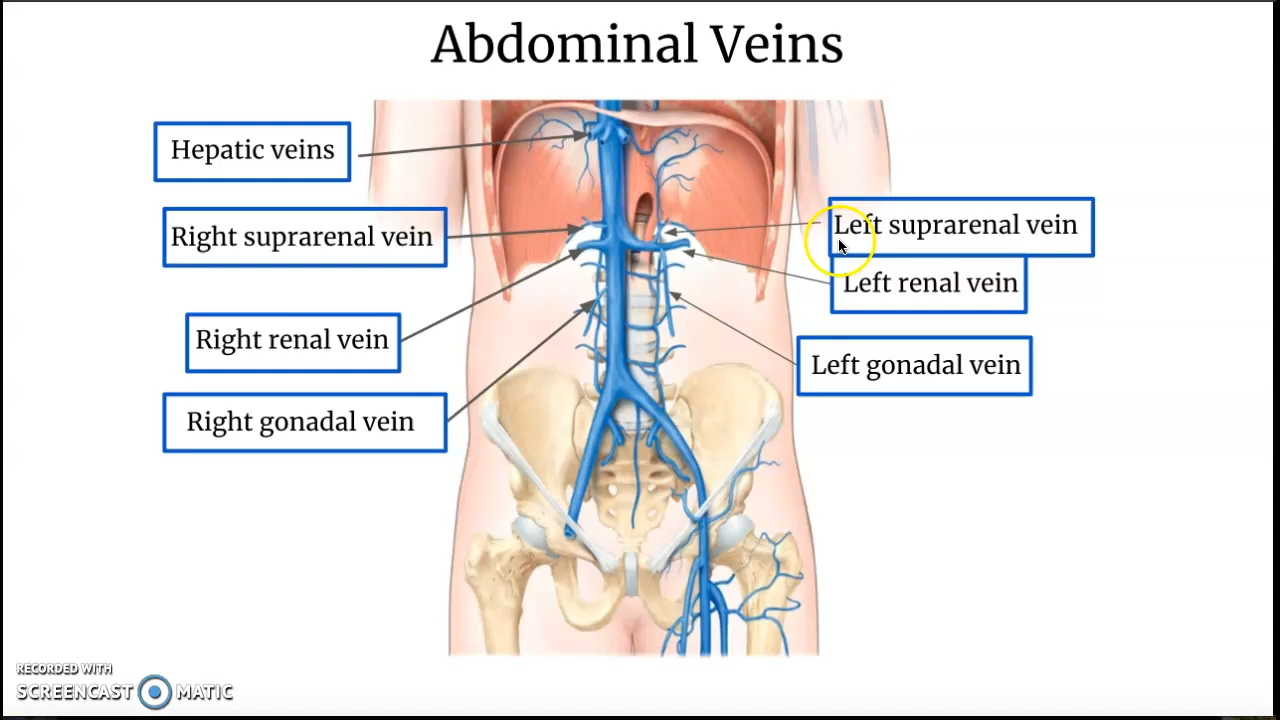 Abdominal Veins
Hepatic veins
Right suprarenal vein
Right renal vein
Right gonadal vein
Left suprarenal vein
Left renal vein
Left gonadal vein
RECORDED WITH
SCREENCAST MATIC